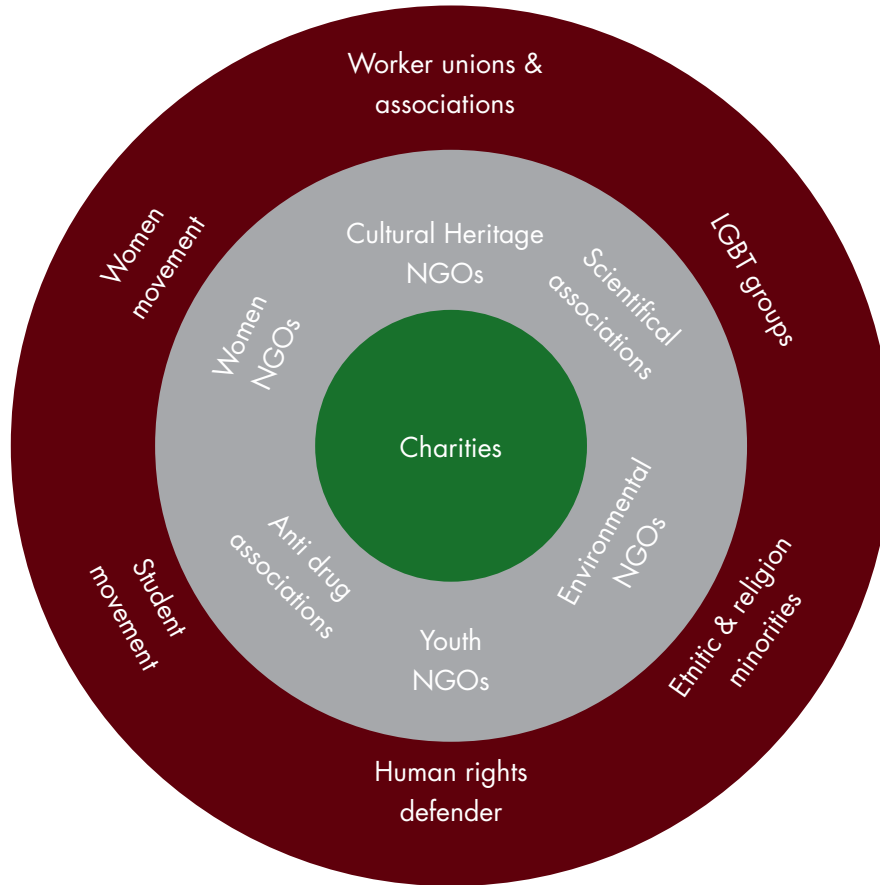 Worker unions &
associations
LGBT groups
Etnitic & religion
minorities
Human rights
defender
Student
movement
Women
movement
Cultural Heritage
NGOs
Scientifical
associations
Environmental
NGOs
Youth
NGOs
Anti drug
associations
Women
NGOs
Charities